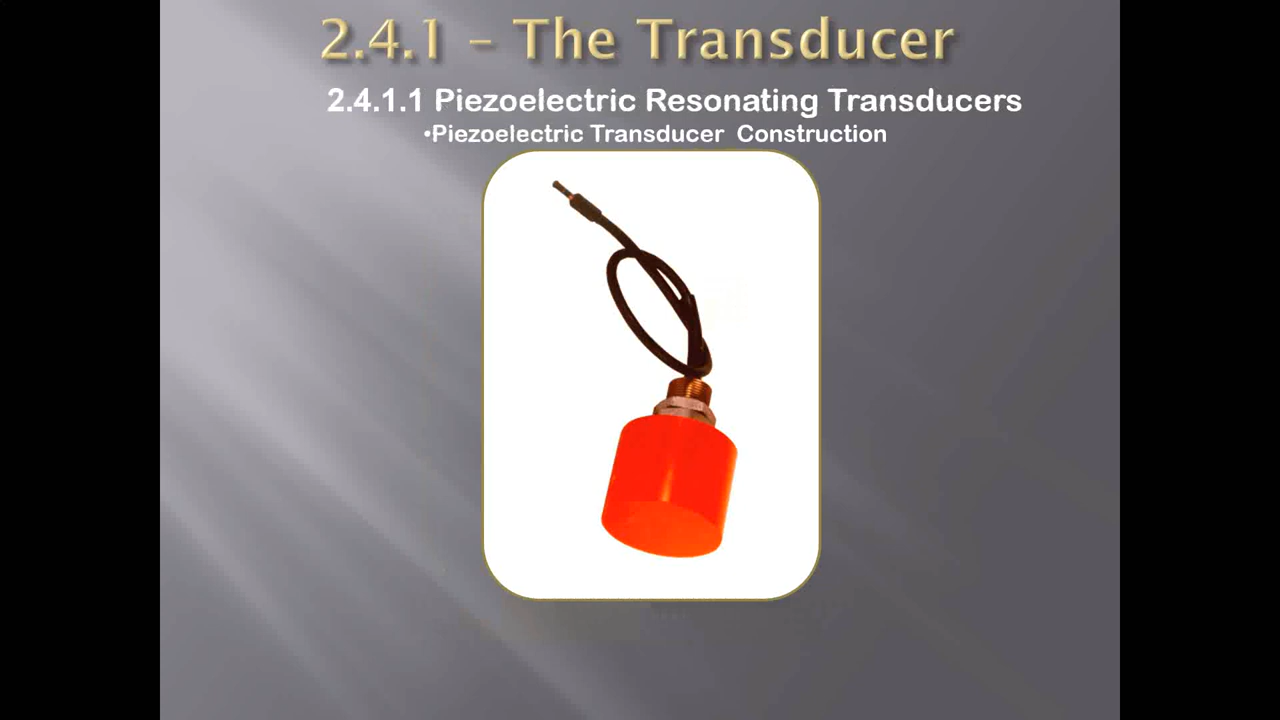 2.4.1 – The Transducer
2.4.1.1 Piezoelectric Resonating Transducers
•Piezoelectric Transducer Construction